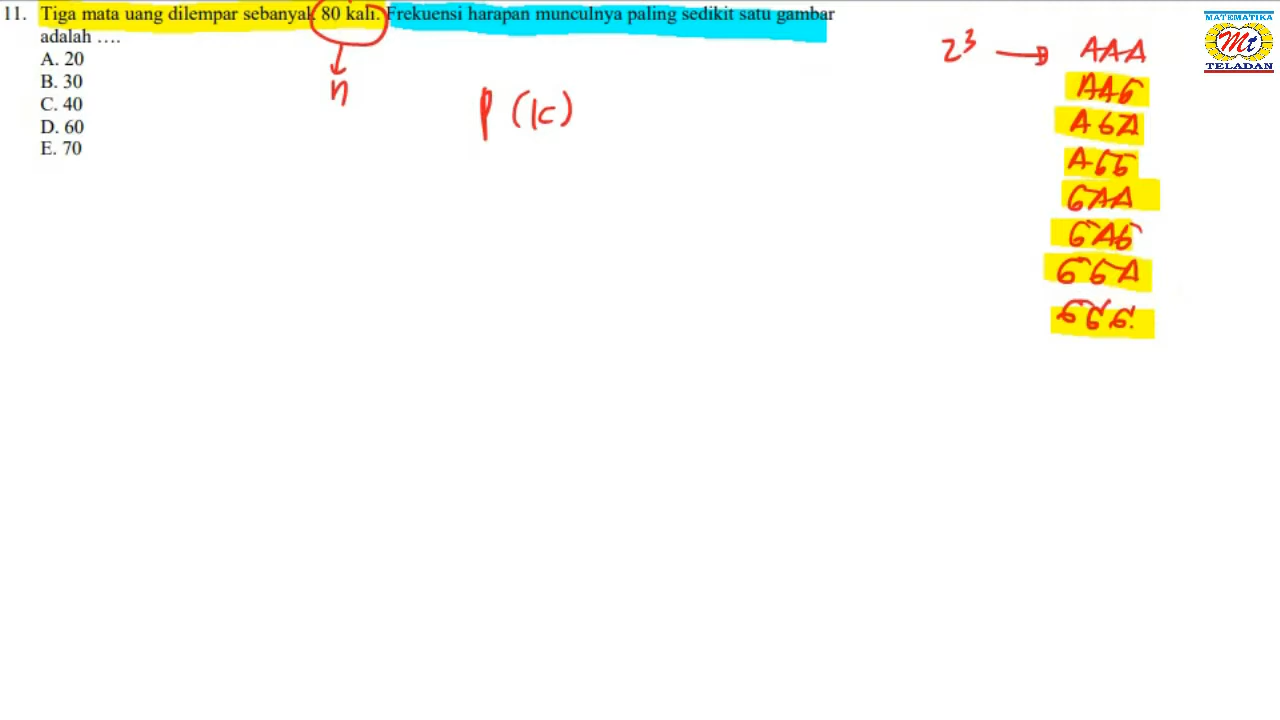 11. Tiga mata uang dilempar sebanyak 80 kali. Frekuensi harapan munculnya paling sedikit satu gambar
adalah ….
A. 20
B. 30
C. 40
D. 60
E. 70
n
P (K)
2³ → AAA
AAG
AGA
AGG
GAA
GAG
GGA
GGG
MATEMATIKA
Mt
TELADAN